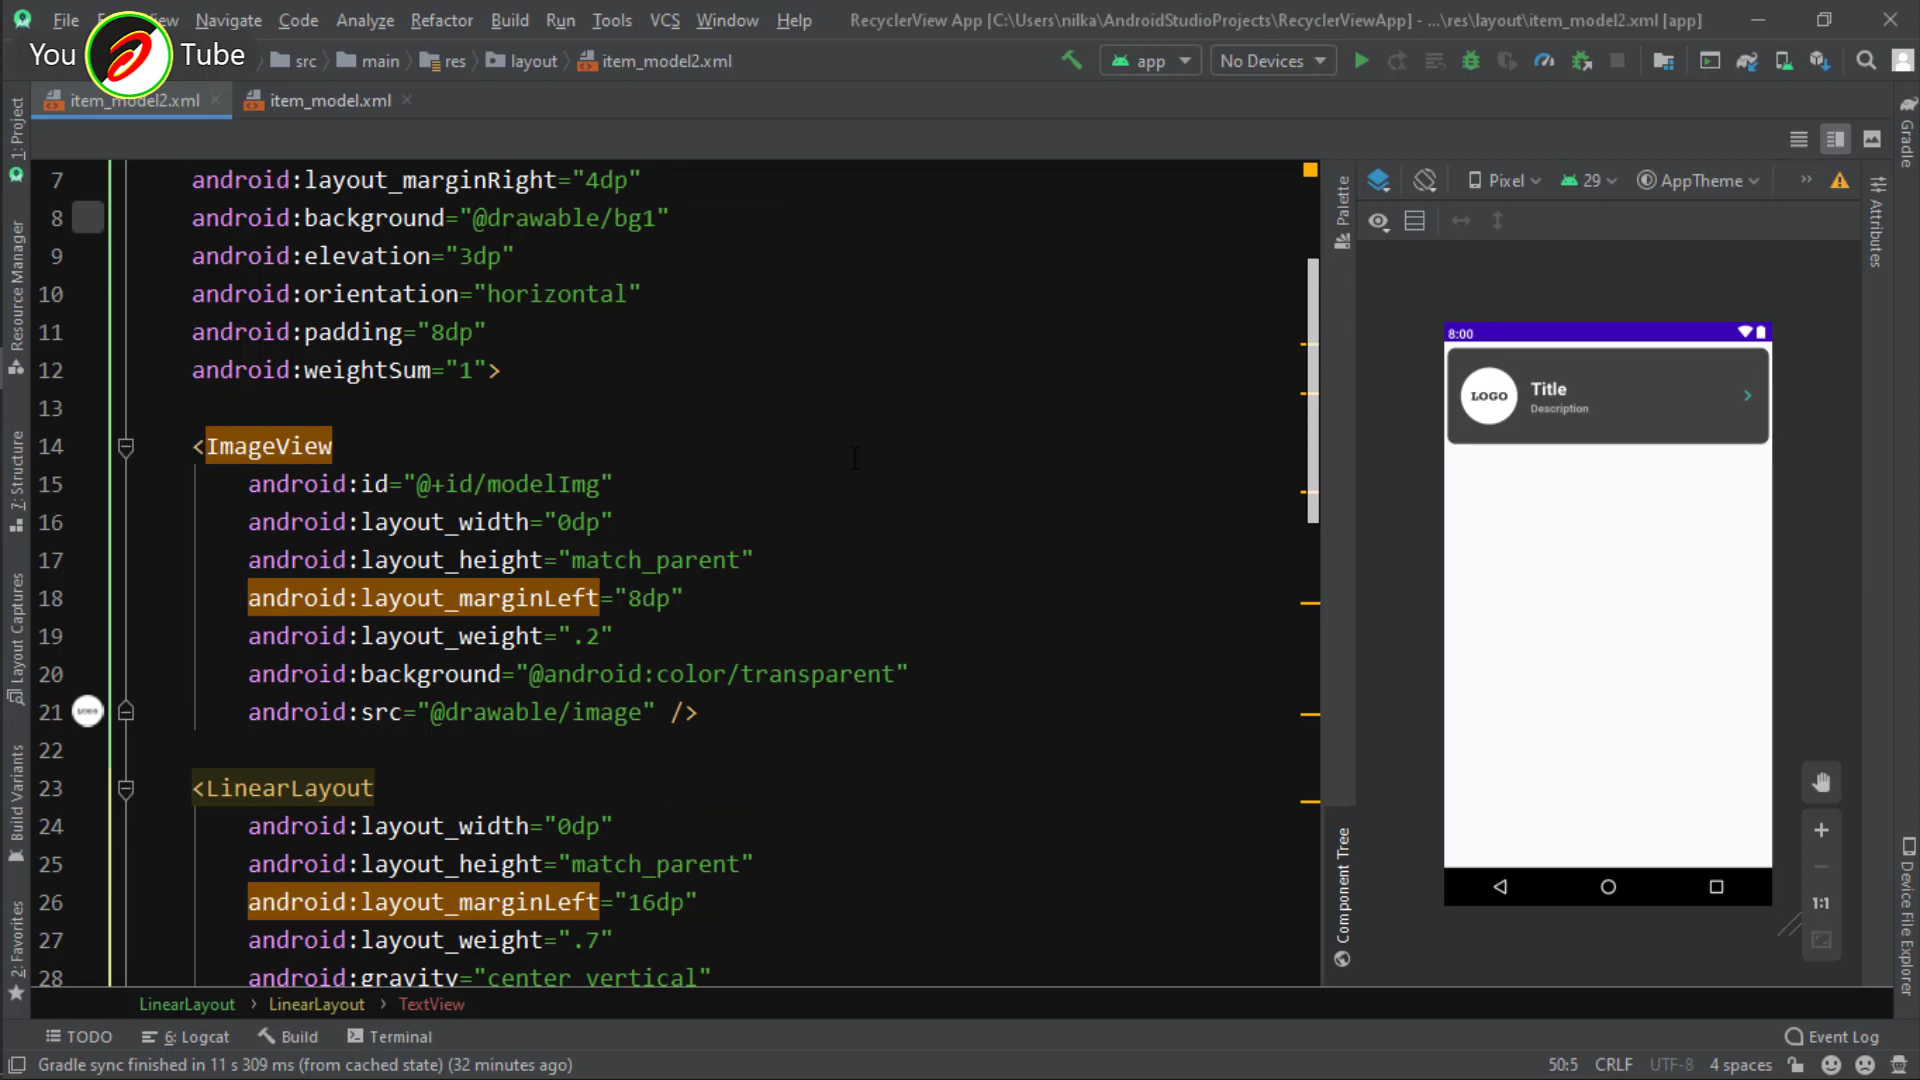 File View Navigate Code Analyze Refactor Build Run Tools VCS Window Help RecyclerView App [C:\Users\nilka\AndroidStudioProjects\RecyclerViewApp] - ...\res\layout\item_model2.xml [app]
You Tube
src main res layout item_model2.xml app No Devices
item_model2.xml item_model.xml
1: Project
Resource Manager
7: Structure
Layout Captures
Build Variants
2: Favorites
7 android:layout_marginRight="4dp"
8 android:background="@drawable/bg1"
9 android:elevation="3dp"
10 android:orientation="horizontal"
11 android:padding="8dp"
12 android:weightSum="1">
13
14 <ImageView
15 android:id="@+id/modelImg"
16 android:layout_width="0dp"
17 android:layout_height="match_parent"
18 android:layout_marginLeft="8dp"
19 android:layout_weight=".2"
20 android:background="@android:color/transparent"
21 android:src="@drawable/image" />
22
23 <LinearLayout
24 android:layout_width="0dp"
25 android:layout_height="match_parent"
26 android:layout_marginLeft="16dp"
27 android:layout_weight=".7"
28 android:gravity="center_vertical"
Palette
Component Tree
Pixel 29 AppTheme
8:00
LOGO
Title
Description
1:1
Gradle
Attributes
Device File Explorer
LinearLayout > LinearLayout > TextView
TODO 6: Logcat Build Terminal Event Log
Gradle sync finished in 11 s 309 ms (from cached state) (32 minutes ago) 50:5 CRLF UTF-8 4 spaces